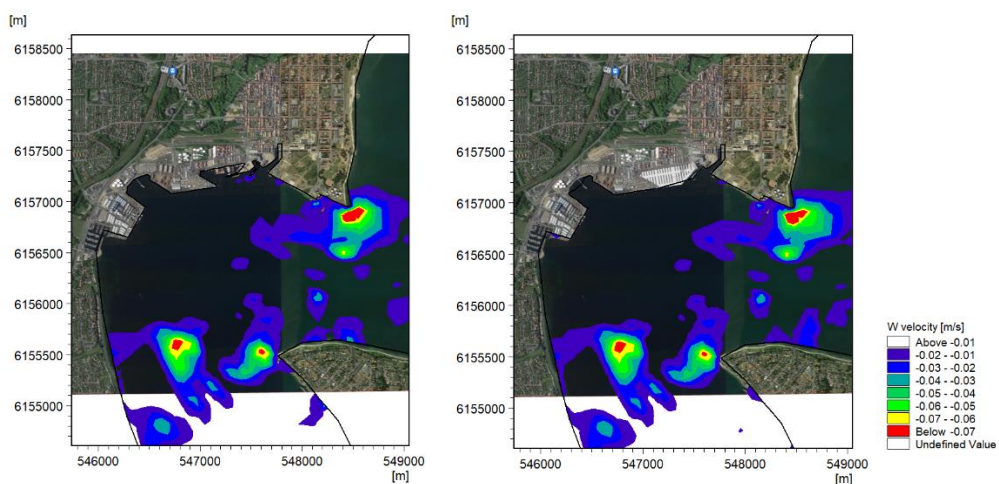 [m]
[m]
6158500
6158500
6158000
6158000
6157500
6157500
6157000
6157000
6156500
6156500
6156000
6156000
6155500
6155500
6155000
6155000
546000 547000 548000 549000
546000 547000 548000 549000
[m]
[m]
W velocity [m/s]
Above -0.01
-0.02 - -0.01
-0.03 - -0.02
-0.04 - -0.03
-0.05 - -0.04
-0.06 - -0.05
-0.07 - -0.06
Below -0.07
Undefined Value